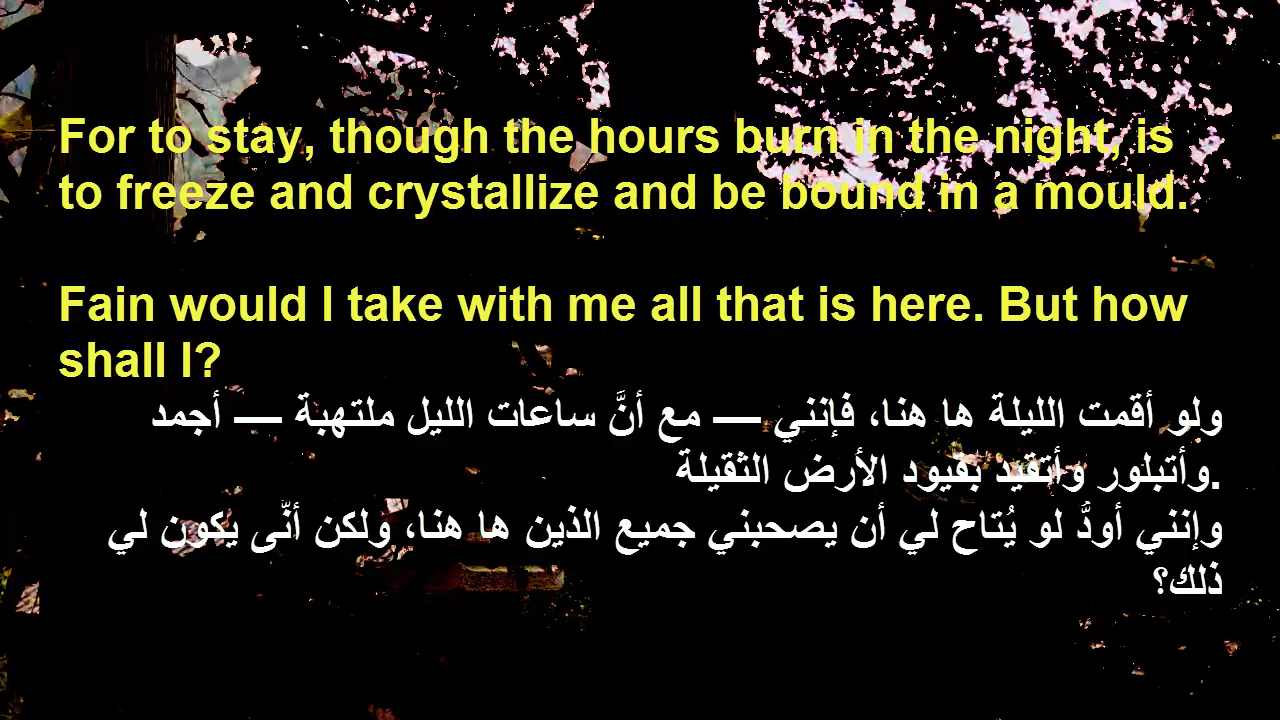 For to stay, though the hours burn in the night, is
to freeze and crystallize and be bound in a mould.
Fain would I take with me all that is here. But how
shall I?
ولو أقمت الليلة ها هنا، فإنني — مع أنَّ ساعات الليل ملتهبة — أجمد
وأتبلور وأتقيد بقيود الأرض الثقيلة.
وإنني أودُّ لو يُتاح لي أن يصحبني جميع الذين ها هنا، ولكن أنّى يكون لي
ذلك؟